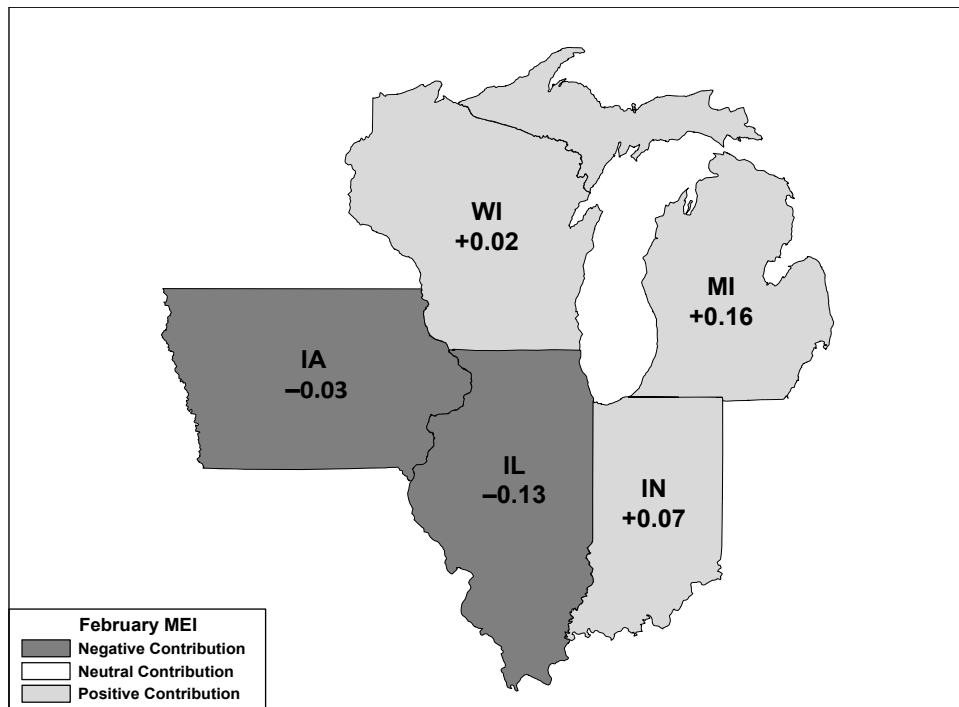 WI
+0.02
MI
+0.16
IA
–0.03
IL
–0.13
IN
+0.07
February MEI
Negative Contribution
Neutral Contribution
Positive Contribution